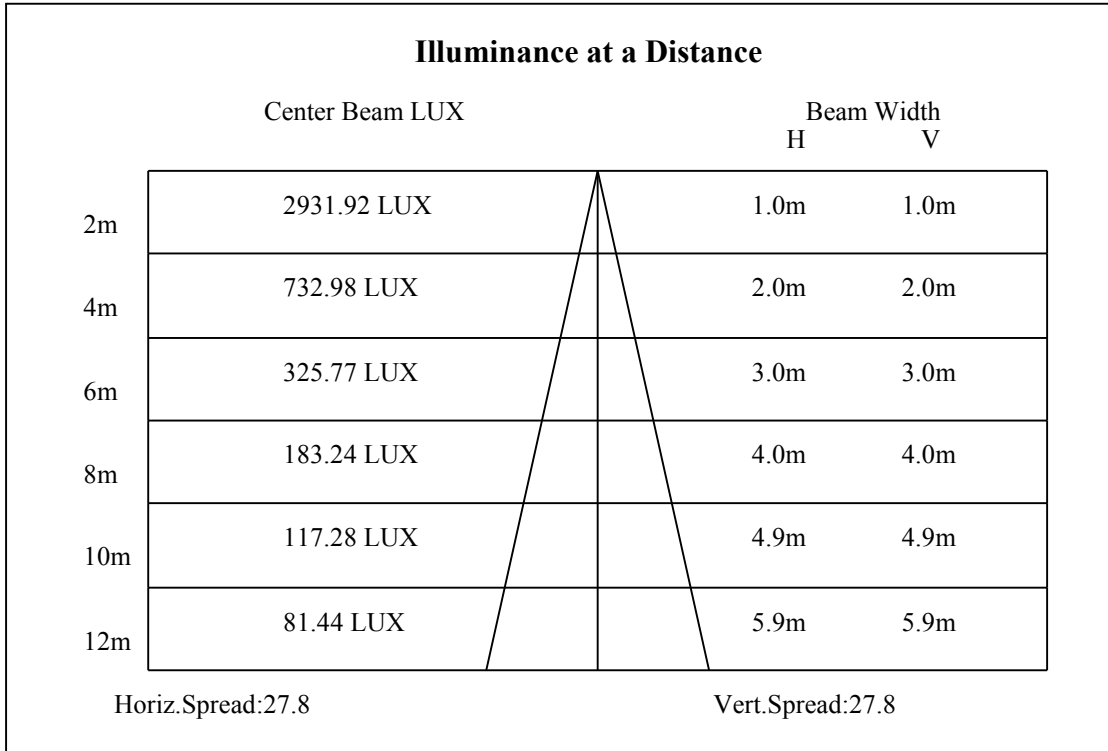 Illuminance at a Distance
Center Beam LUX Beam Width
H V
2m 2931.92 LUX 1.0m 1.0m
4m 732.98 LUX 2.0m 2.0m
6m 325.77 LUX 3.0m 3.0m
8m 183.24 LUX 4.0m 4.0m
10m 117.28 LUX 4.9m 4.9m
12m 81.44 LUX 5.9m 5.9m
Horiz.Spread:27.8 Vert.Spread:27.8